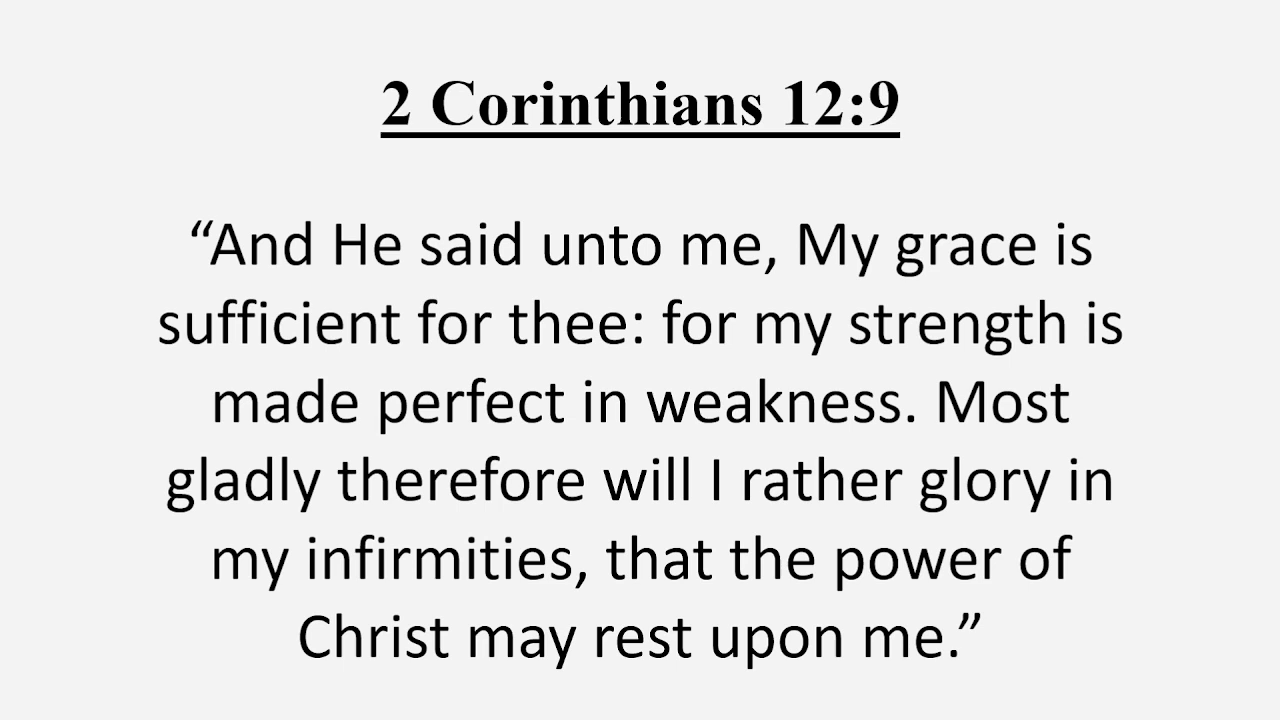 2 Corinthians 12:9
“And He said unto me, My grace is
sufficient for thee: for my strength is
made perfect in weakness. Most
gladly therefore will I rather glory in
my infirmities, that the power of
Christ may rest upon me.”